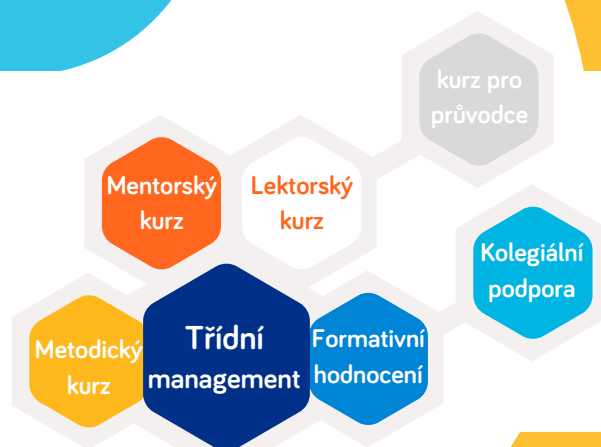 kurz pro
průvodce
Mentorský
kurz
Lektorský
kurz
Kolegiální
podpora
Metodický
kurz
Třídní
management
Formativní
hodnocení